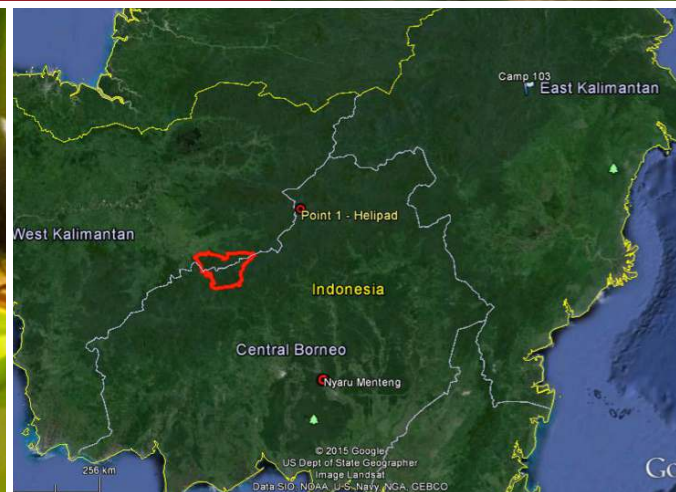 Camp 103
East Kalimantan
Point 1 - Helipad
West Kalimantan
Indonesia
Central Borneo
Nyaru Menteng
© 2015 Google
US Dept of State Geographer
Image Landsat
Data SIO, NOAA, U.S. Navy, NGA, GEBCO
256 km
Go